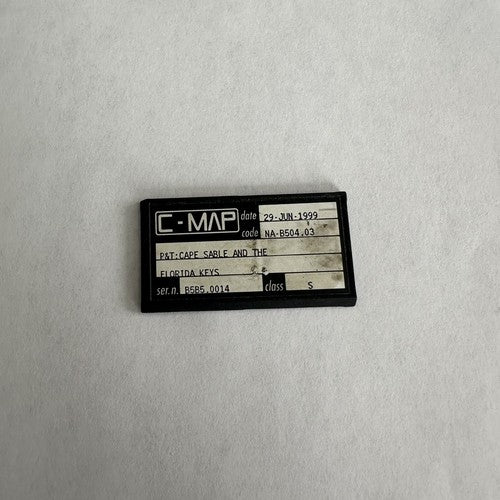 C-MAP date 29-JUN-1999
code NA-B504.03
P&T:CAPE SABLE AND THE
FLORIDA KEYS
ser.n. B5B5.0014 class S